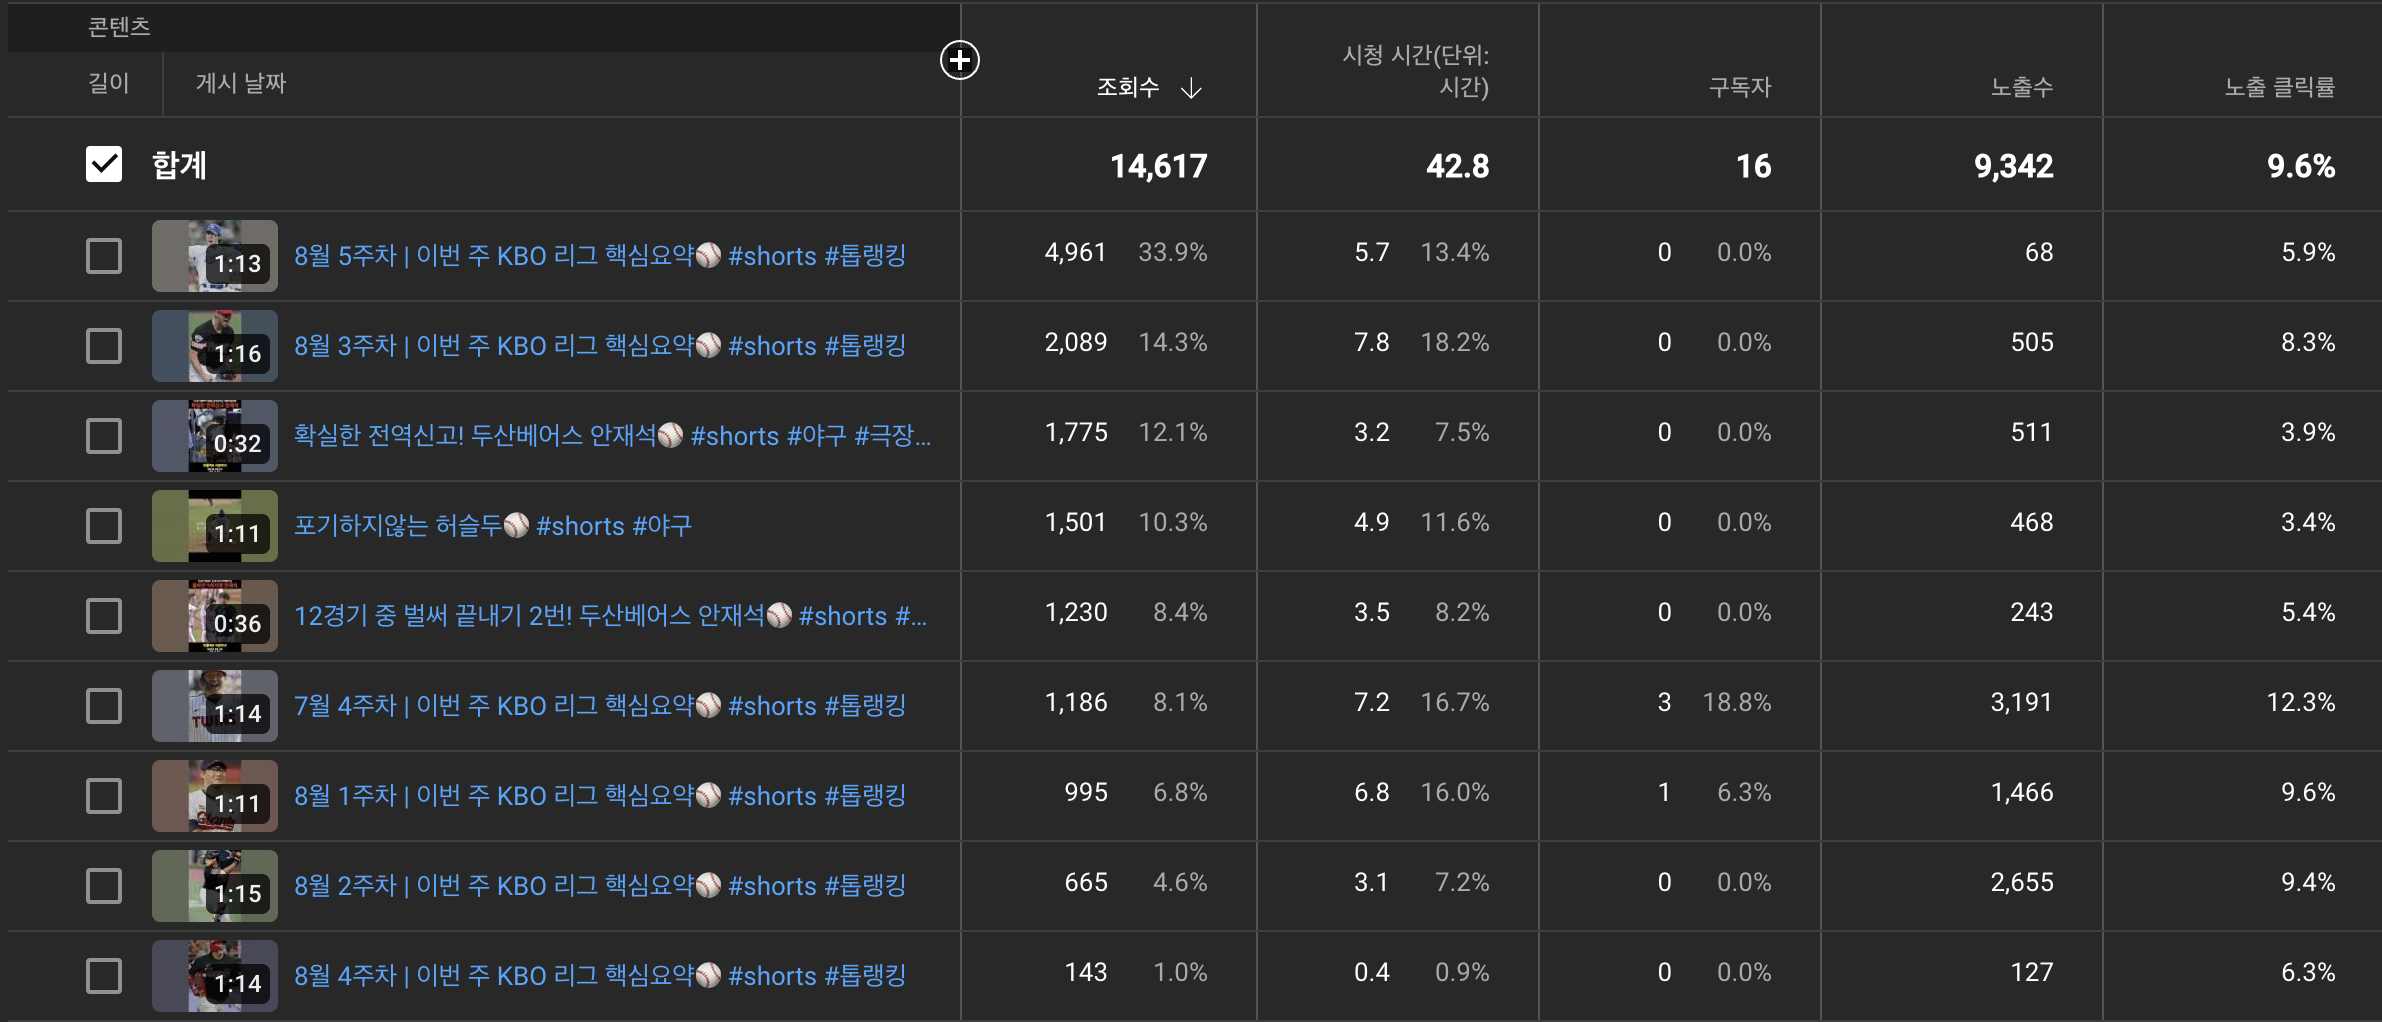 콘텐츠
길이 게시 날짜 조회수 시청 시간(단위: 시간) 구독자 노출수 노출 클릭률
합계 14,617 42.8 16 9,342 9.6%
1:13 8월 5주차 | 이번 주 KBO 리그 핵심요약⚾ #shorts #톱랭킹 4,961 33.9% 5.7 13.4% 0 0.0% 68 5.9%
1:16 8월 3주차 | 이번 주 KBO 리그 핵심요약⚾ #shorts #톱랭킹 2,089 14.3% 7.8 18.2% 0 0.0% 505 8.3%
0:32 확실한 전역신고! 두산베어스 안재석⚾ #shorts #야구 #극장... 1,775 12.1% 3.2 7.5% 0 0.0% 511 3.9%
1:11 포기하지않는 허슬두⚾ #shorts #야구 1,501 10.3% 4.9 11.6% 0 0.0% 468 3.4%
0:36 12경기 중 벌써 끝내기 2번! 두산베어스 안재석⚾ #shorts #... 1,230 8.4% 3.5 8.2% 0 0.0% 243 5.4%
1:14 7월 4주차 | 이번 주 KBO 리그 핵심요약⚾ #shorts #톱랭킹 1,186 8.1% 7.2 16.7% 3 18.8% 3,191 12.3%
1:11 8월 1주차 | 이번 주 KBO 리그 핵심요약⚾ #shorts #톱랭킹 995 6.8% 6.8 16.0% 1 6.3% 1,466 9.6%
1:15 8월 2주차 | 이번 주 KBO 리그 핵심요약⚾ #shorts #톱랭킹 665 4.6% 3.1 7.2% 0 0.0% 2,655 9.4%
1:14 8월 4주차 | 이번 주 KBO 리그 핵심요약⚾ #shorts #톱랭킹 143 1.0% 0.4 0.9% 0 0.0% 127 6.3%